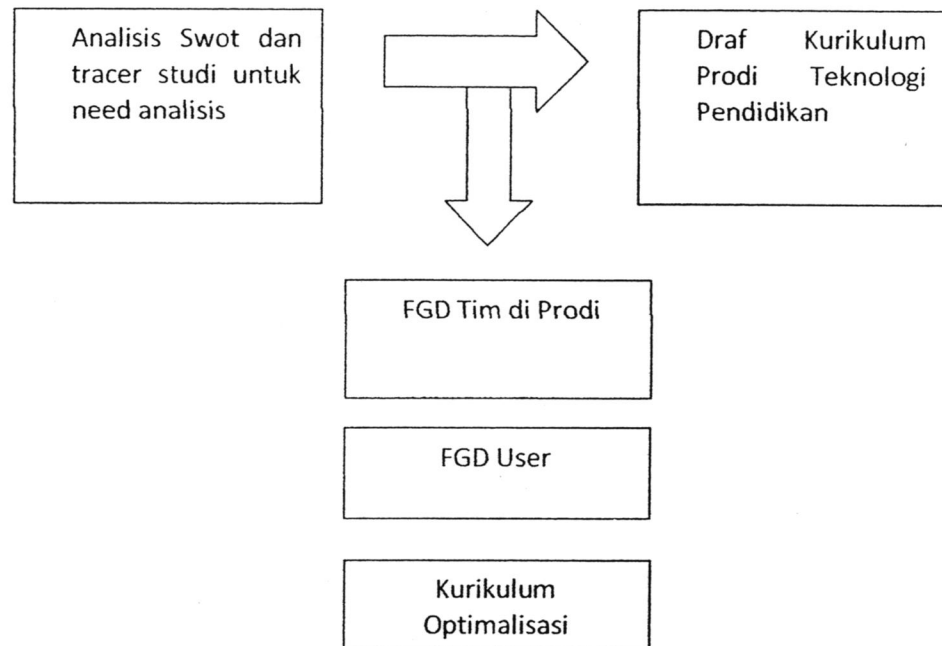 Analisis Swot dan
tracer studi untuk
need analisis
Draf Kurikulum
Prodi Teknologi
Pendidikan
FGD Tim di Prodi
FGD User
Kurikulum
Optimalisasi